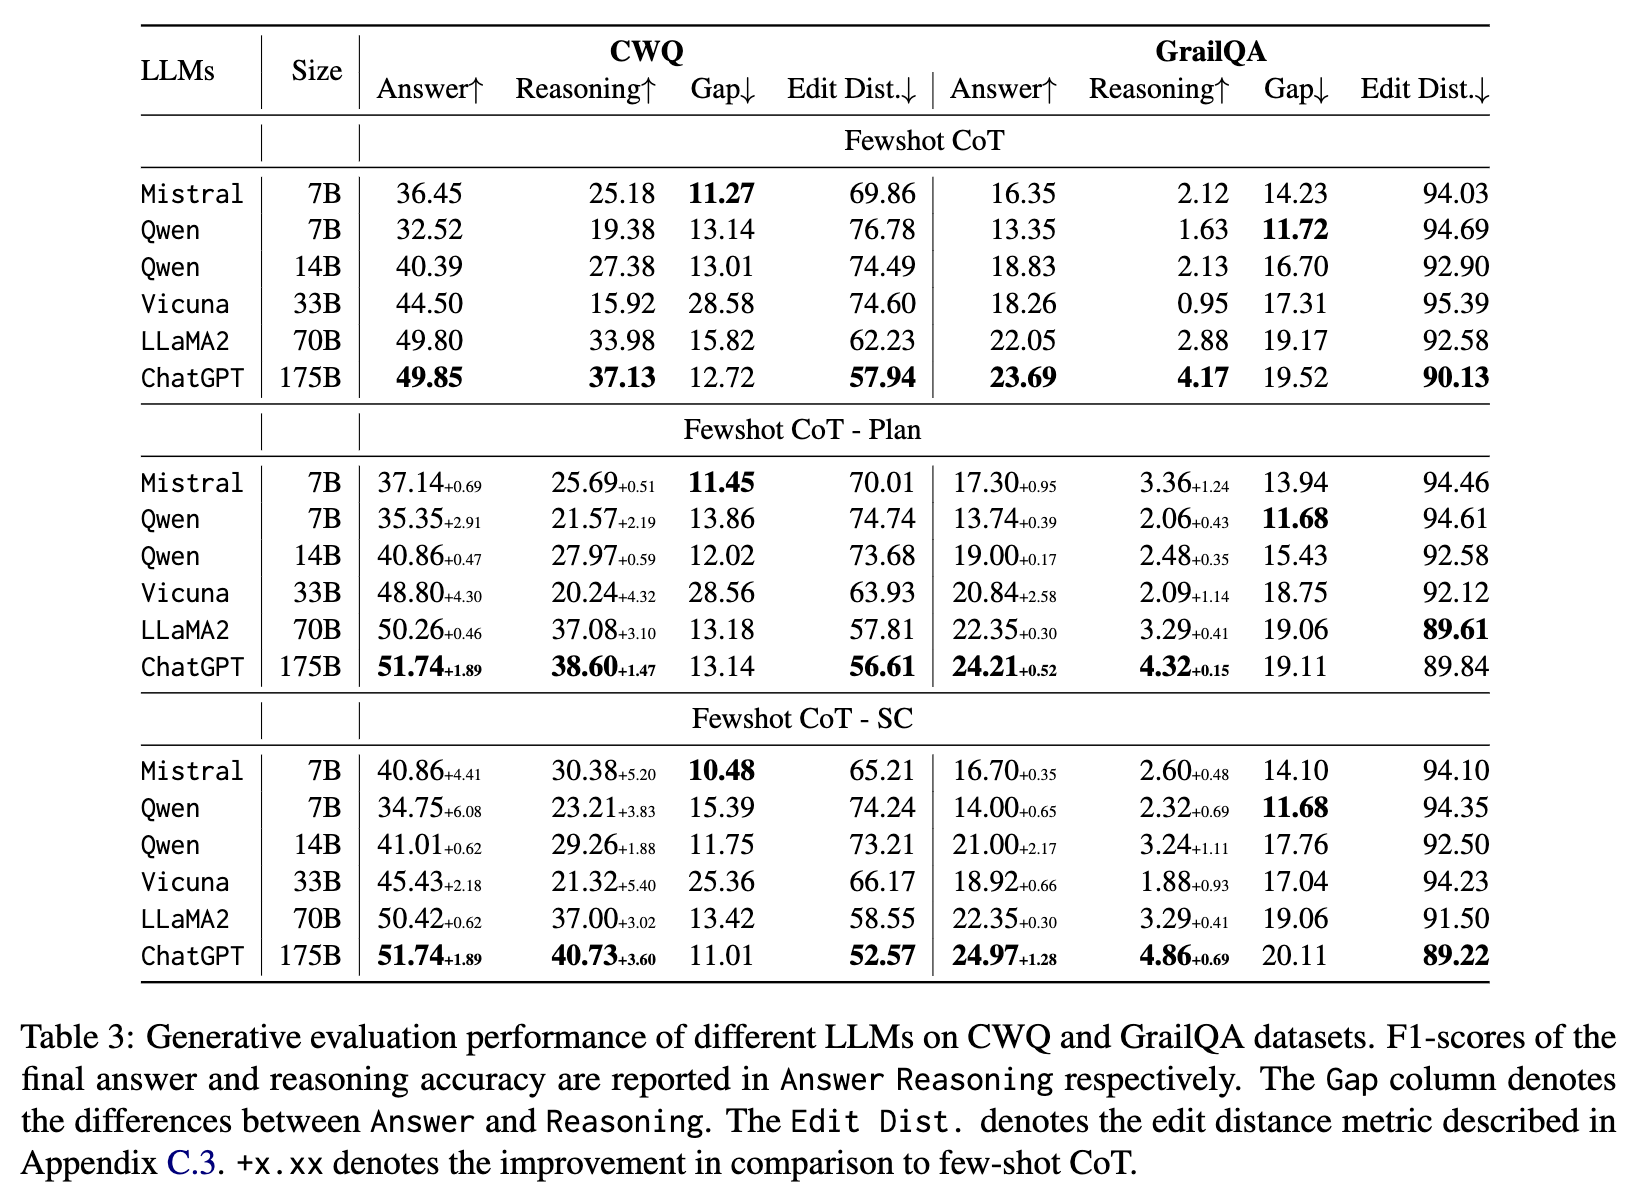 CWQ GrailQA
LLMs Size Answer↑ Reasoning↑ Gap↓ Edit Dist.↓ Answer↑ Reasoning↑ Gap↓ Edit Dist.↓
Fewshot CoT
Mistral 7B 36.45 25.18 11.27 69.86 16.35 2.12 14.23 94.03
Qwen 7B 32.52 19.38 13.14 76.78 13.35 1.63 11.72 94.69
Qwen 14B 40.39 27.38 13.01 74.49 18.83 2.13 16.70 92.90
Vicuna 33B 44.50 15.92 28.58 74.60 18.26 0.95 17.31 95.39
LLaMA2 70B 49.80 33.98 15.82 62.23 22.05 2.88 19.17 92.58
ChatGPT 175B 49.85 37.13 12.72 57.94 23.69 4.17 19.52 90.13
Fewshot CoT - Plan
Mistral 7B 37.14+0.69 25.69+0.51 11.45 70.01 17.30+0.95 3.36+1.24 13.94 94.46
Qwen 7B 35.35+2.91 21.57+2.19 13.86 74.74 13.74+0.39 2.06+0.43 11.68 94.61
Qwen 14B 40.86+0.47 27.97+0.59 12.02 73.68 19.00+0.17 2.48+0.35 15.43 92.58
Vicuna 33B 48.80+4.30 20.24+4.32 28.56 63.93 20.84+2.58 2.09+1.14 18.75 92.12
LLaMA2 70B 50.26+0.46 37.08+3.10 13.18 57.81 22.35+0.30 3.29+0.41 19.06 89.61
ChatGPT 175B 51.74+1.89 38.60+1.47 13.14 56.61 24.21+0.52 4.32+0.15 19.11 89.84
Fewshot CoT - SC
Mistral 7B 40.86+4.41 30.38+5.20 10.48 65.21 16.70+0.35 2.60+0.48 14.10 94.10
Qwen 7B 34.75+6.08 23.21+3.83 15.39 74.24 14.00+0.65 2.32+0.69 11.68 94.35
Qwen 14B 41.01+0.62 29.26+1.88 11.75 73.21 21.00+2.17 3.24+1.11 17.76 92.50
Vicuna 33B 45.43+2.18 21.32+5.40 25.36 66.17 18.92+0.66 1.88+0.93 17.04 94.23
LLaMA2 70B 50.42+0.62 37.00+3.02 13.42 58.55 22.35+0.30 3.29+0.41 19.06 91.50
ChatGPT 175B 51.74+1.89 40.73+3.60 11.01 52.57 24.97+1.28 4.86+0.69 20.11 89.22
Table 3: Generative evaluation performance of different LLMs on CWQ and GrailQA datasets. F1-scores of the
final answer and reasoning accuracy are reported in Answer Reasoning respectively. The Gap column denotes
the differences between Answer and Reasoning. The Edit Dist. denotes the edit distance metric described in
Appendix C.3. +x.xx denotes the improvement in comparison to few-shot CoT.